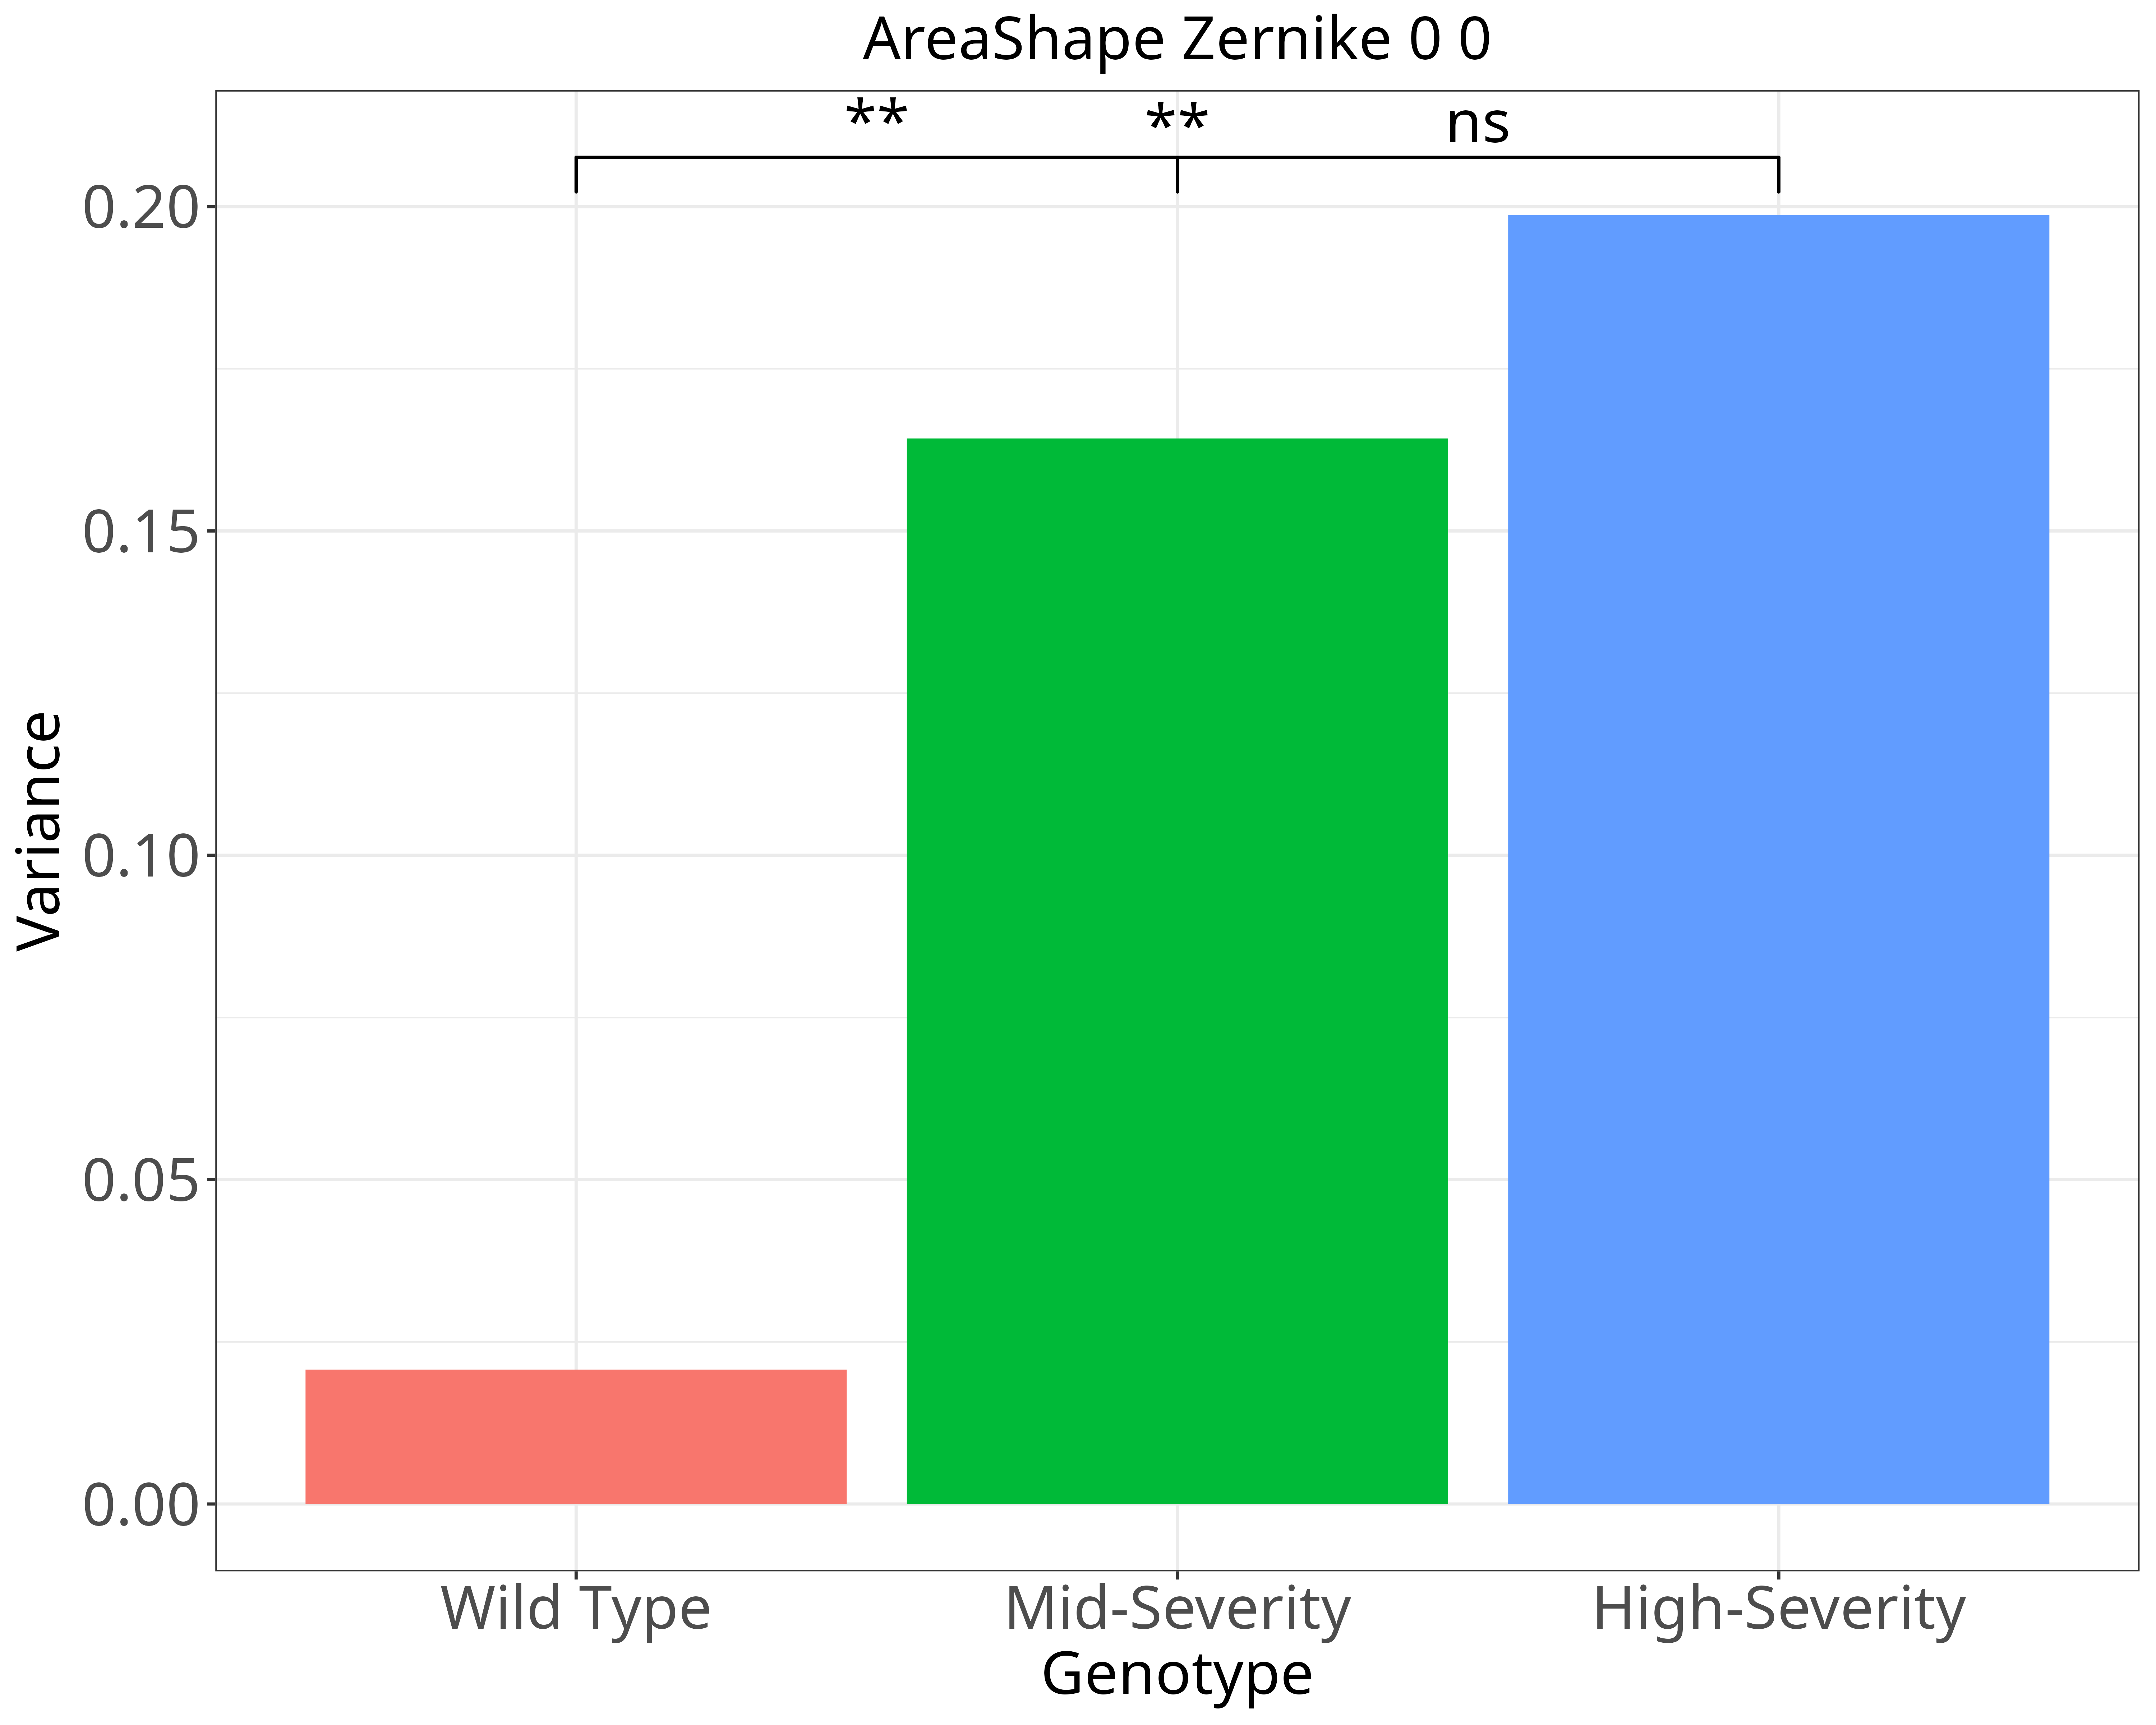 AreaShape Zernike 0 0
** ** ns
0.20
0.15
0.10
0.05
0.00
Variance
Wild Type Mid-Severity High-Severity
Genotype